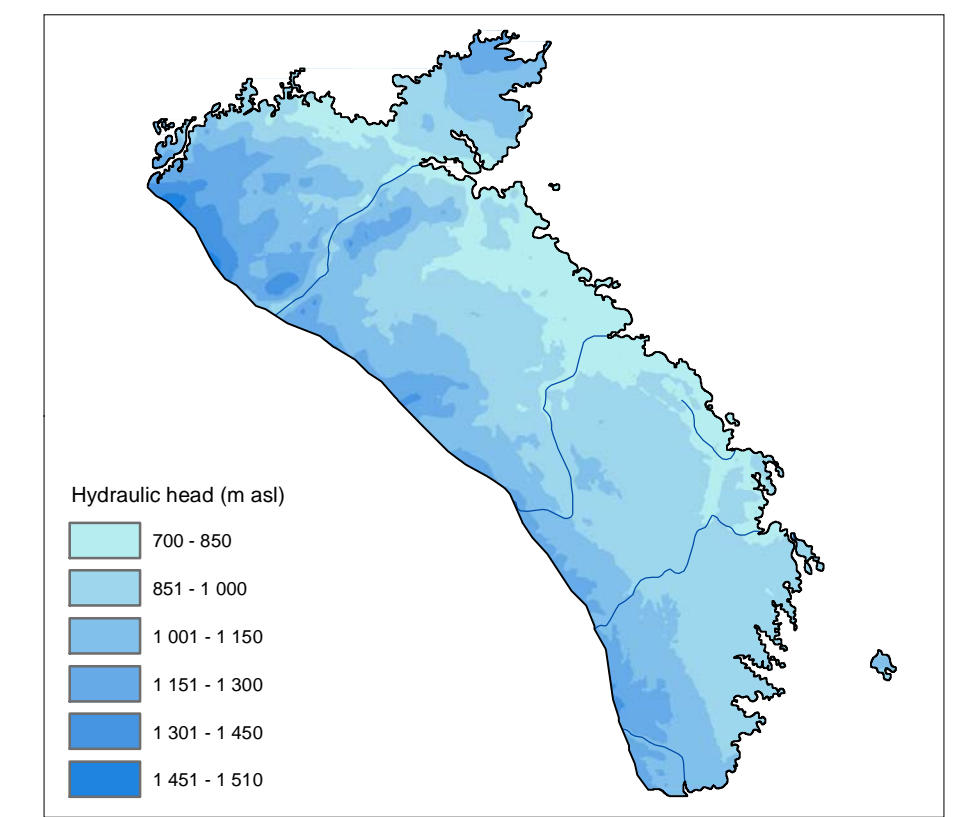 Hydraulic head (m asl)
700 - 850
851 - 1 000
1 001 - 1 150
1 151 - 1 300
1 301 - 1 450
1 451 - 1 510